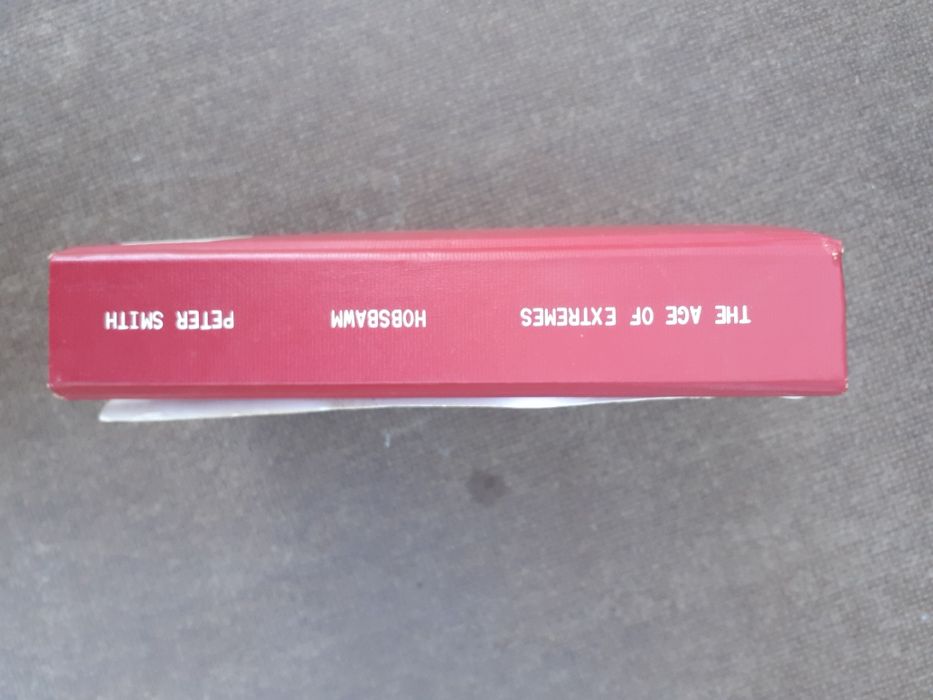 THE AGE OF EXTREMES HOBSBAWM PETER SMITH